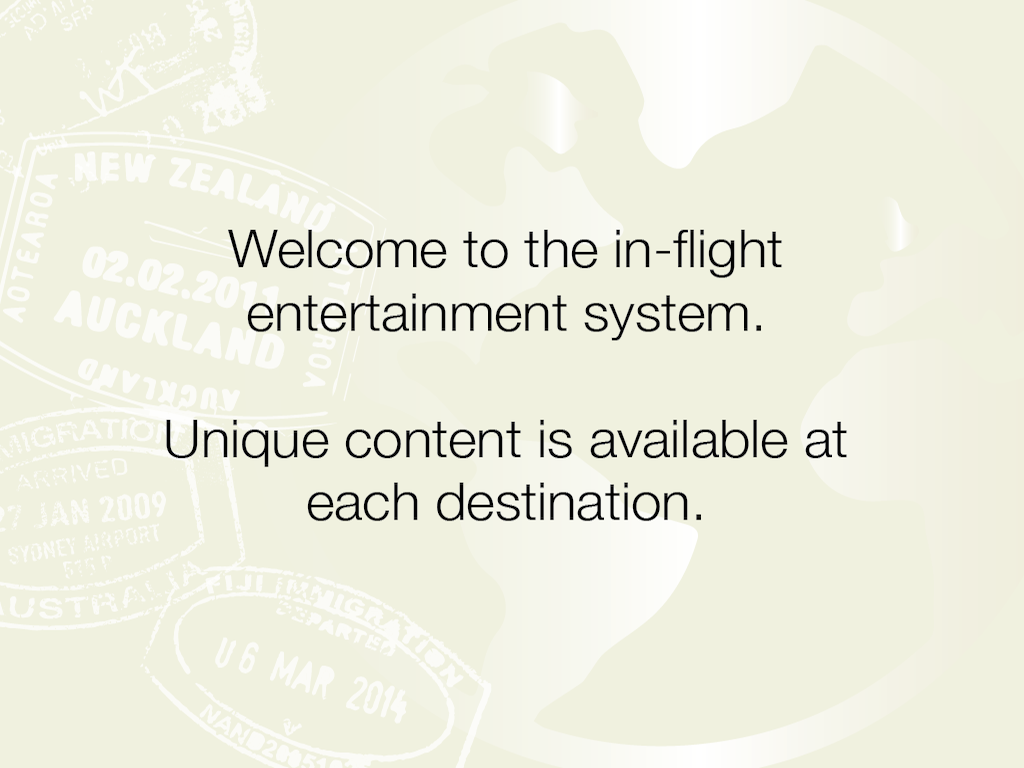 SFR
NEW ZEALAND
AOTEAROA
02.02.2011
AUCKLAND
AUCKLAND
Welcome to the in-flight
entertainment system.
Unique content is available at
each destination.
ARRIVED
27 JAN 2009
SYDNEY AIRPORT
AUSTRALIA
FIJI IMMIGRATION
DEPARTED
06 MAR 2014